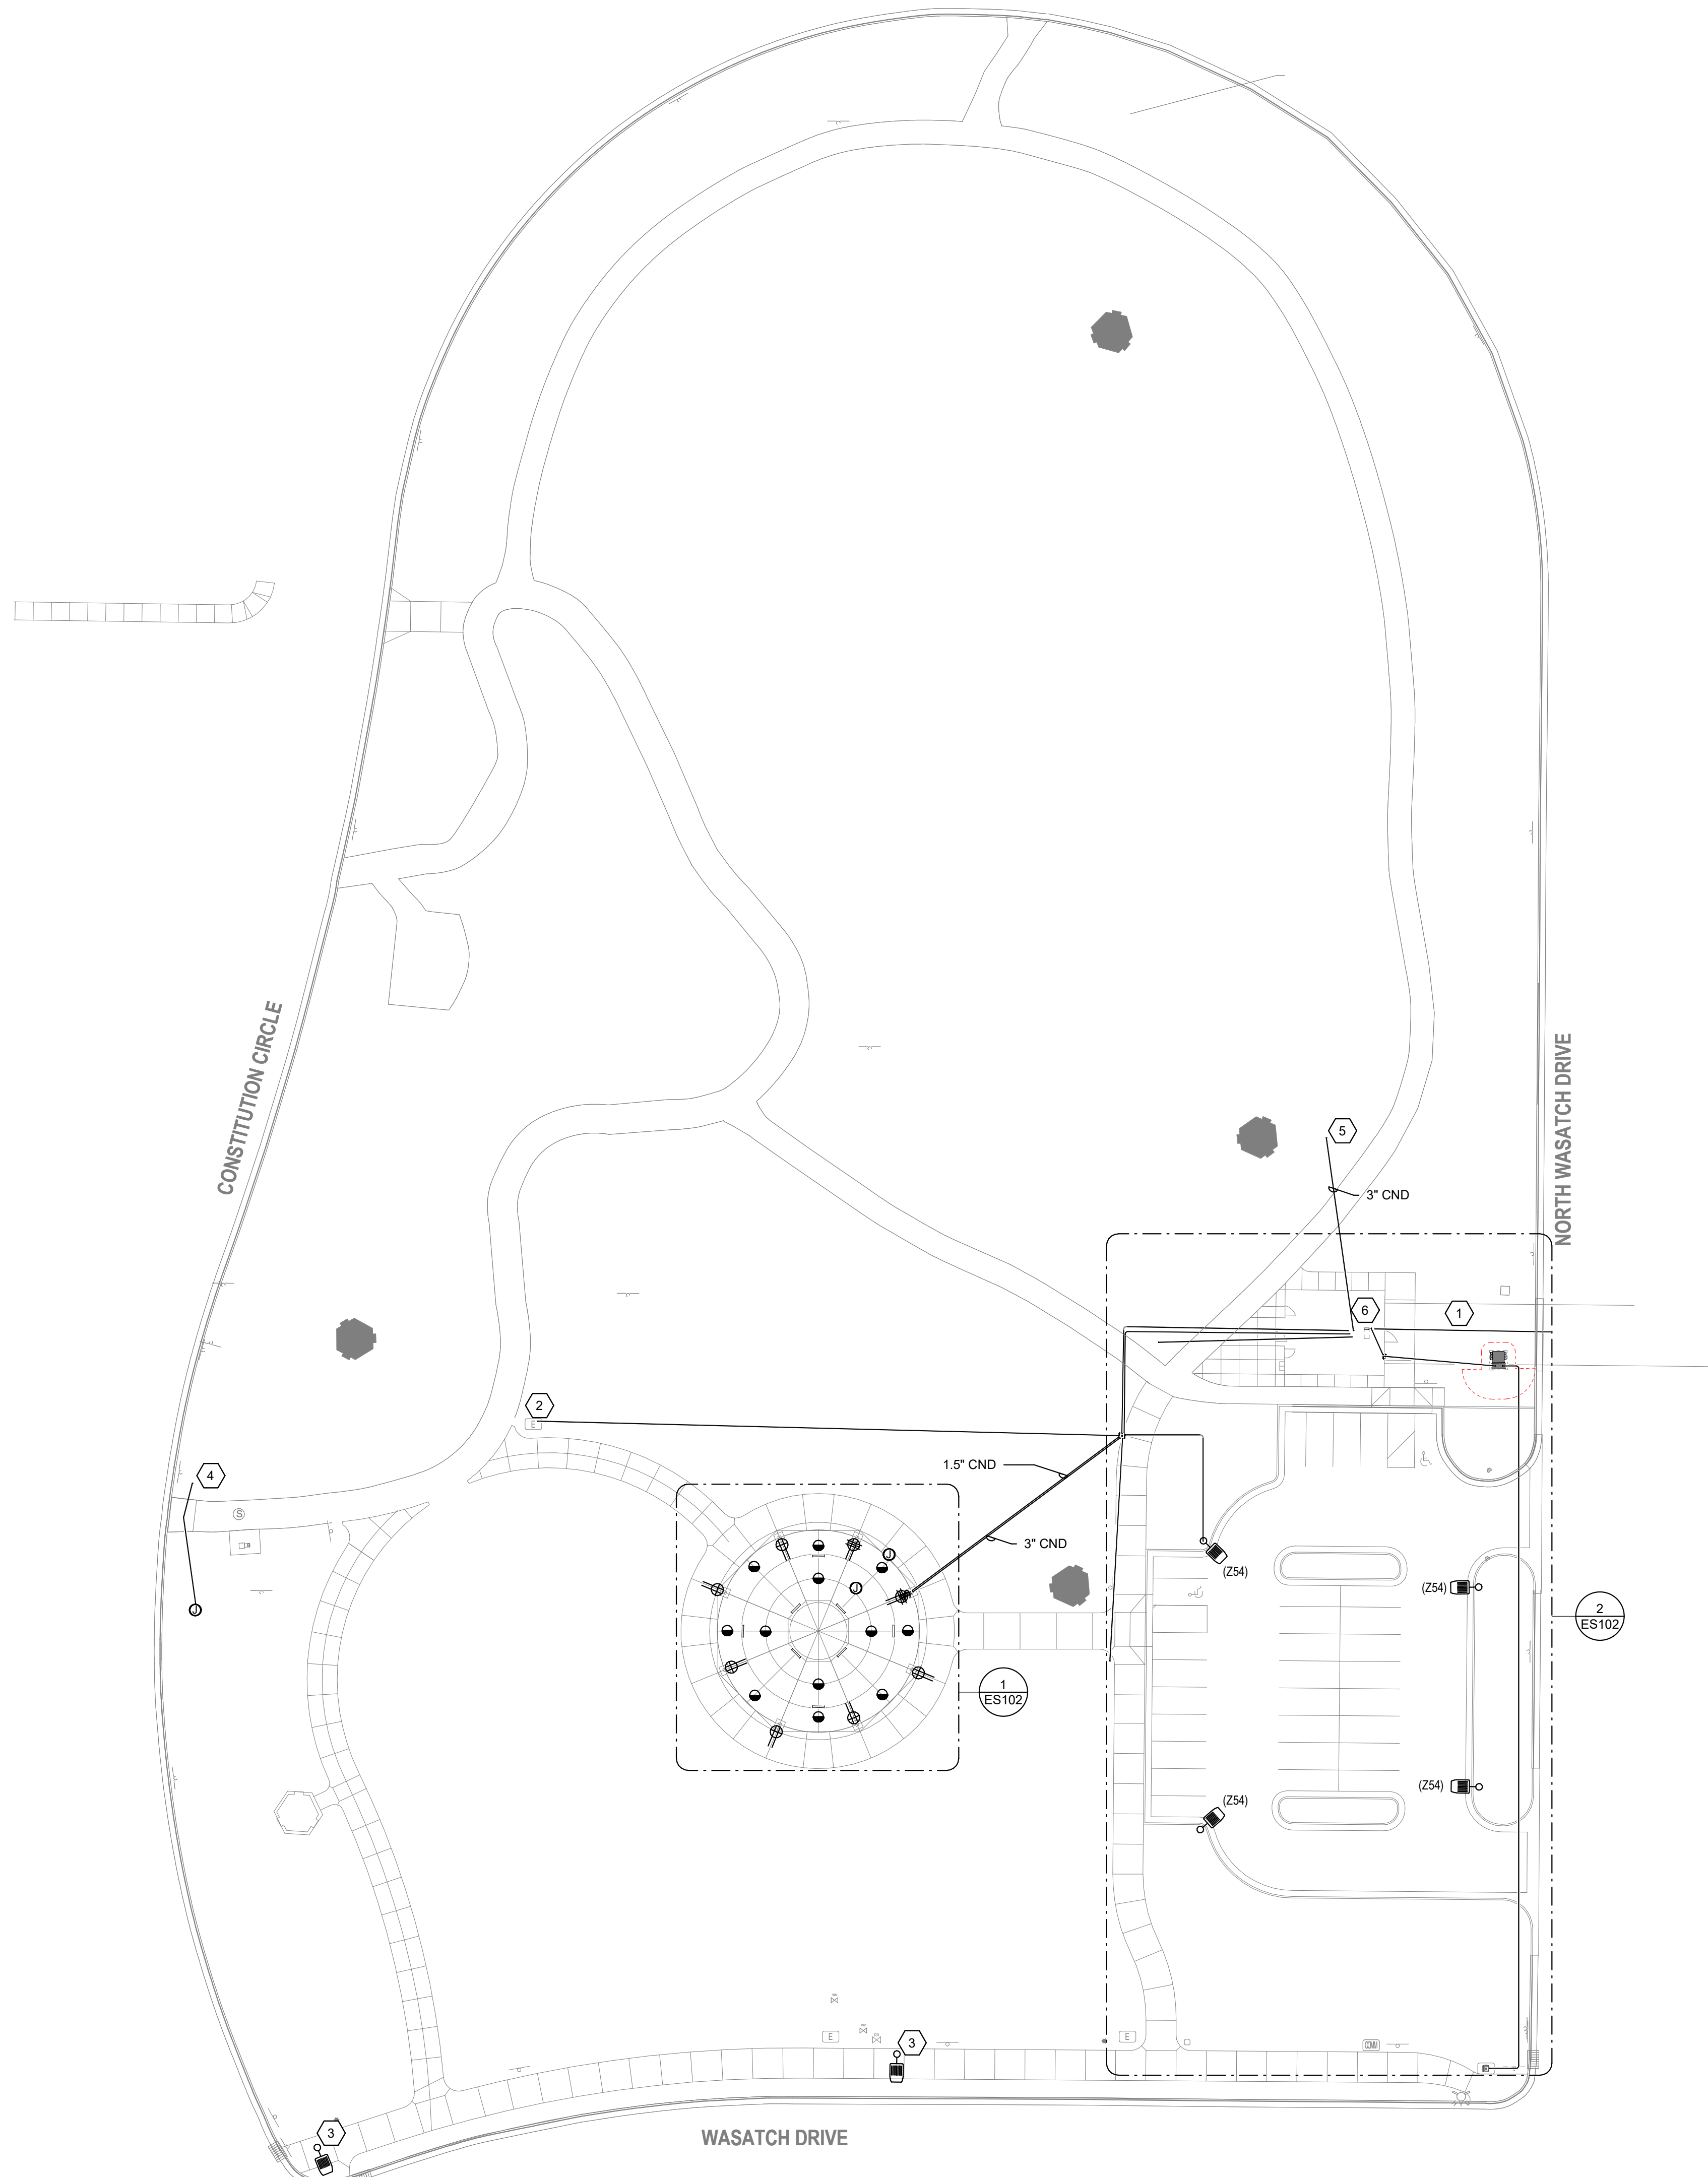 5
3" CND
CONSTITUTION CIRCLE
NORTH WASATCH DRIVE
6
1
2
E
E
1.5" CND
4
S
3" CND
J
J
J
(Z54)
(Z54)
2
ES102
1
ES102
(Z54)
(Z54)
E
3
E
COMM
3
WASATCH DRIVE